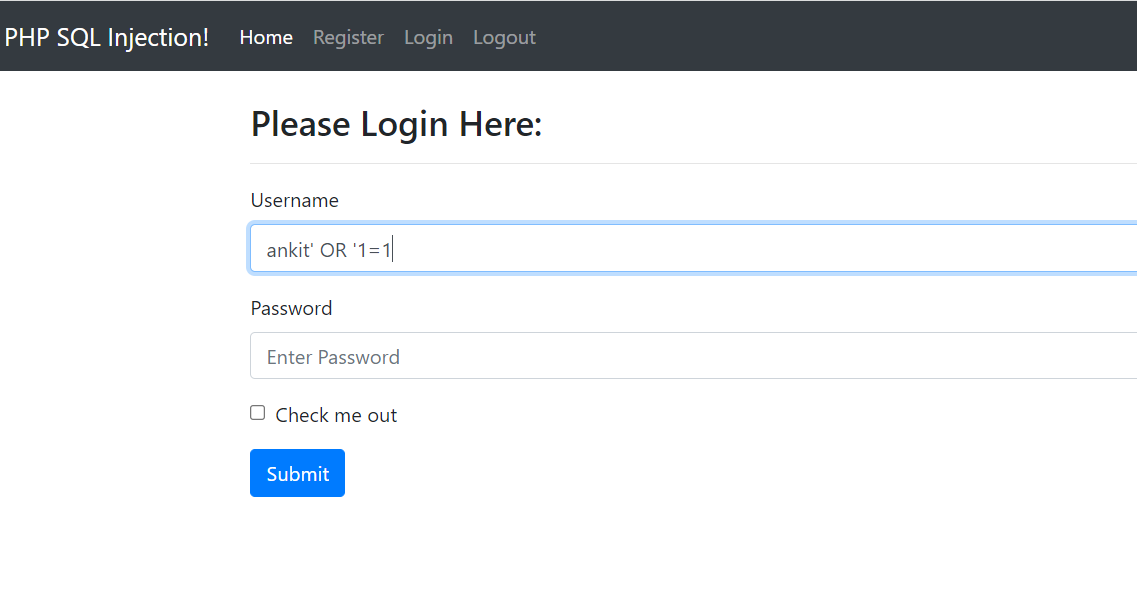 PHP SQL Injection! Home Register Login Logout
Please Login Here:
Username
ankit' OR '1=1
Password
Enter Password
Check me out
Submit